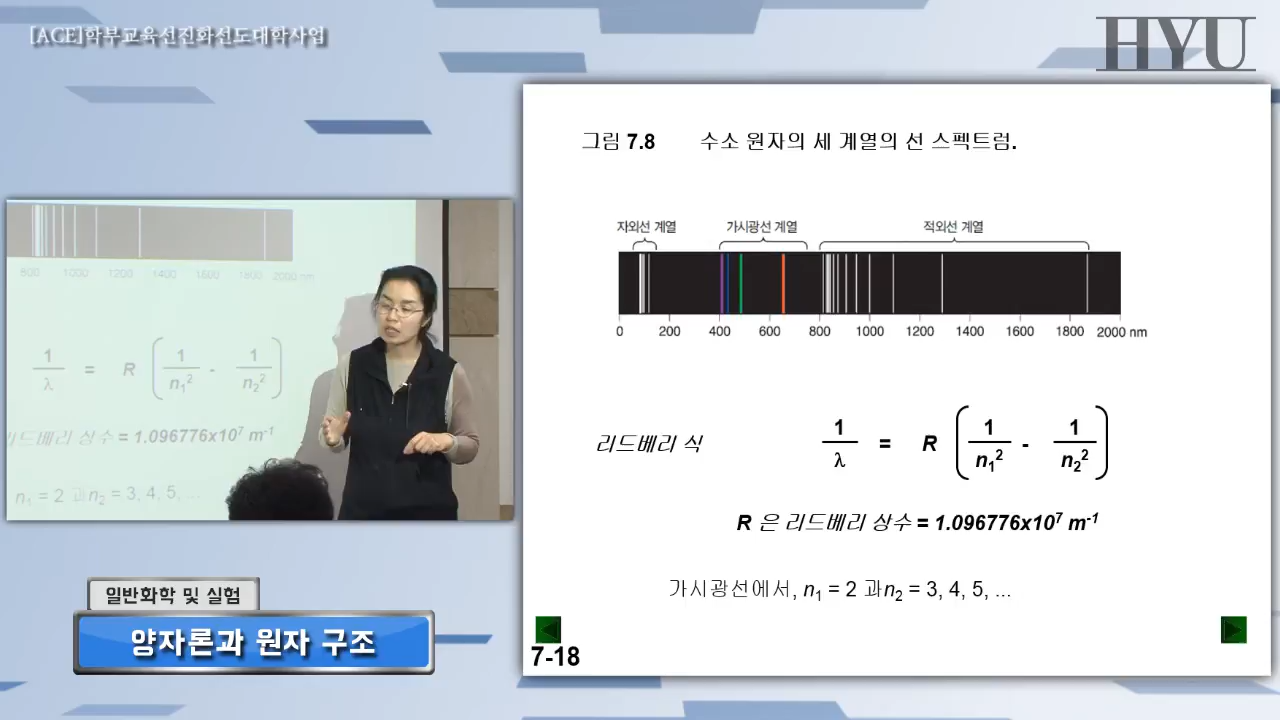 [ACE]학부교육선진화선도대학사업
HYU
그림 7.8 수소 원자의 세 계열의 선 스펙트럼.
자외선 계열 가시광선 계열 적외선 계열
0 200 400 600 800 1000 1200 1400 1600 1800 2000 nm
리드베리 식 1/λ = R (1/n₁² - 1/n₂²)
R 은 리드베리 상수 = 1.096776x10⁷ m⁻¹
가시광선에서, n₁ = 2 과n₂ = 3, 4, 5, ...
7-18
800 1000 1200 1400 1600 1800 2000 nm
1/λ = R (1/n₁² - 1/n₂²)
리드베리 상수 = 1.096776x10⁷ m⁻¹
n₁ = 2 과n₂ = 3, 4, 5, ...
일반화학 및 실험
양자론과 원자 구조